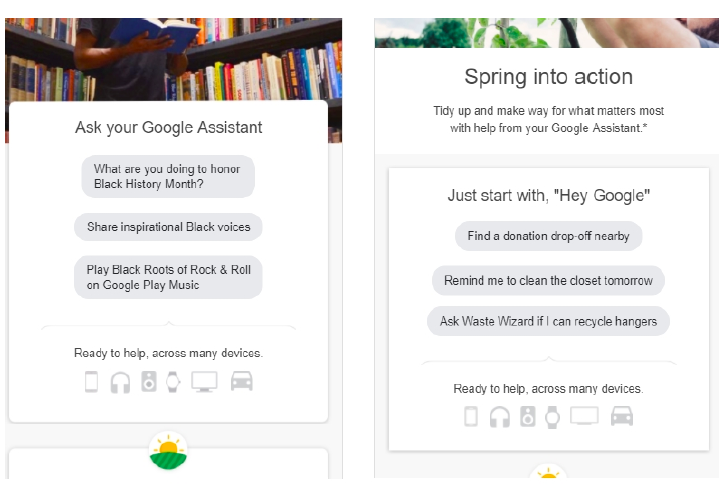 Ask your Google Assistant
What are you doing to honor
Black History Month?
Share inspirational Black voices
Play Black Roots of Rock & Roll
on Google Play Music
Ready to help, across many devices.
Spring into action
Tidy up and make way for what matters most
with help from your Google Assistant.*
Just start with, "Hey Google"
Find a donation drop-off nearby
Remind me to clean the closet tomorrow
Ask Waste Wizard if I can recycle hangers
Ready to help, across many devices.